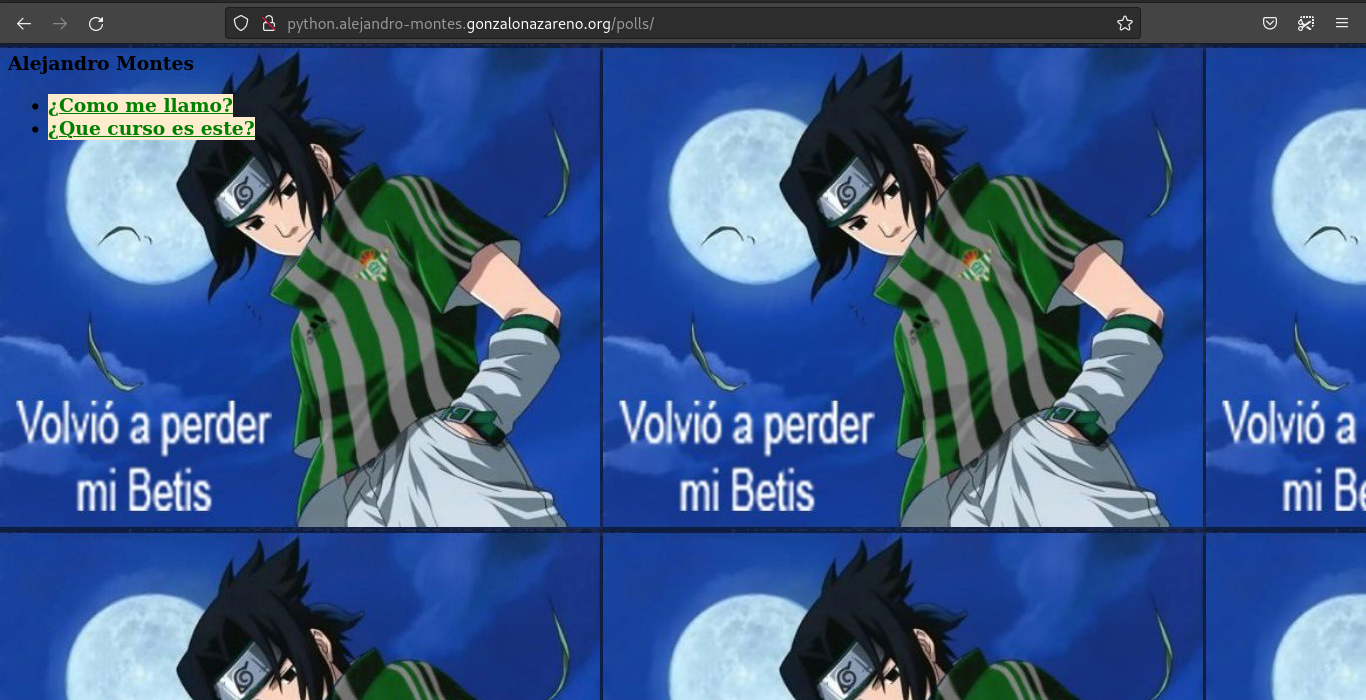 python.alejandro-montes.gonzalonazareno.org/polls/
Alejandro Montes
¿Como me llamo?
¿Que curso es este?
Volvió a perder
mi Betis
Volvió a perder
mi Betis
Volvió a
mi Be